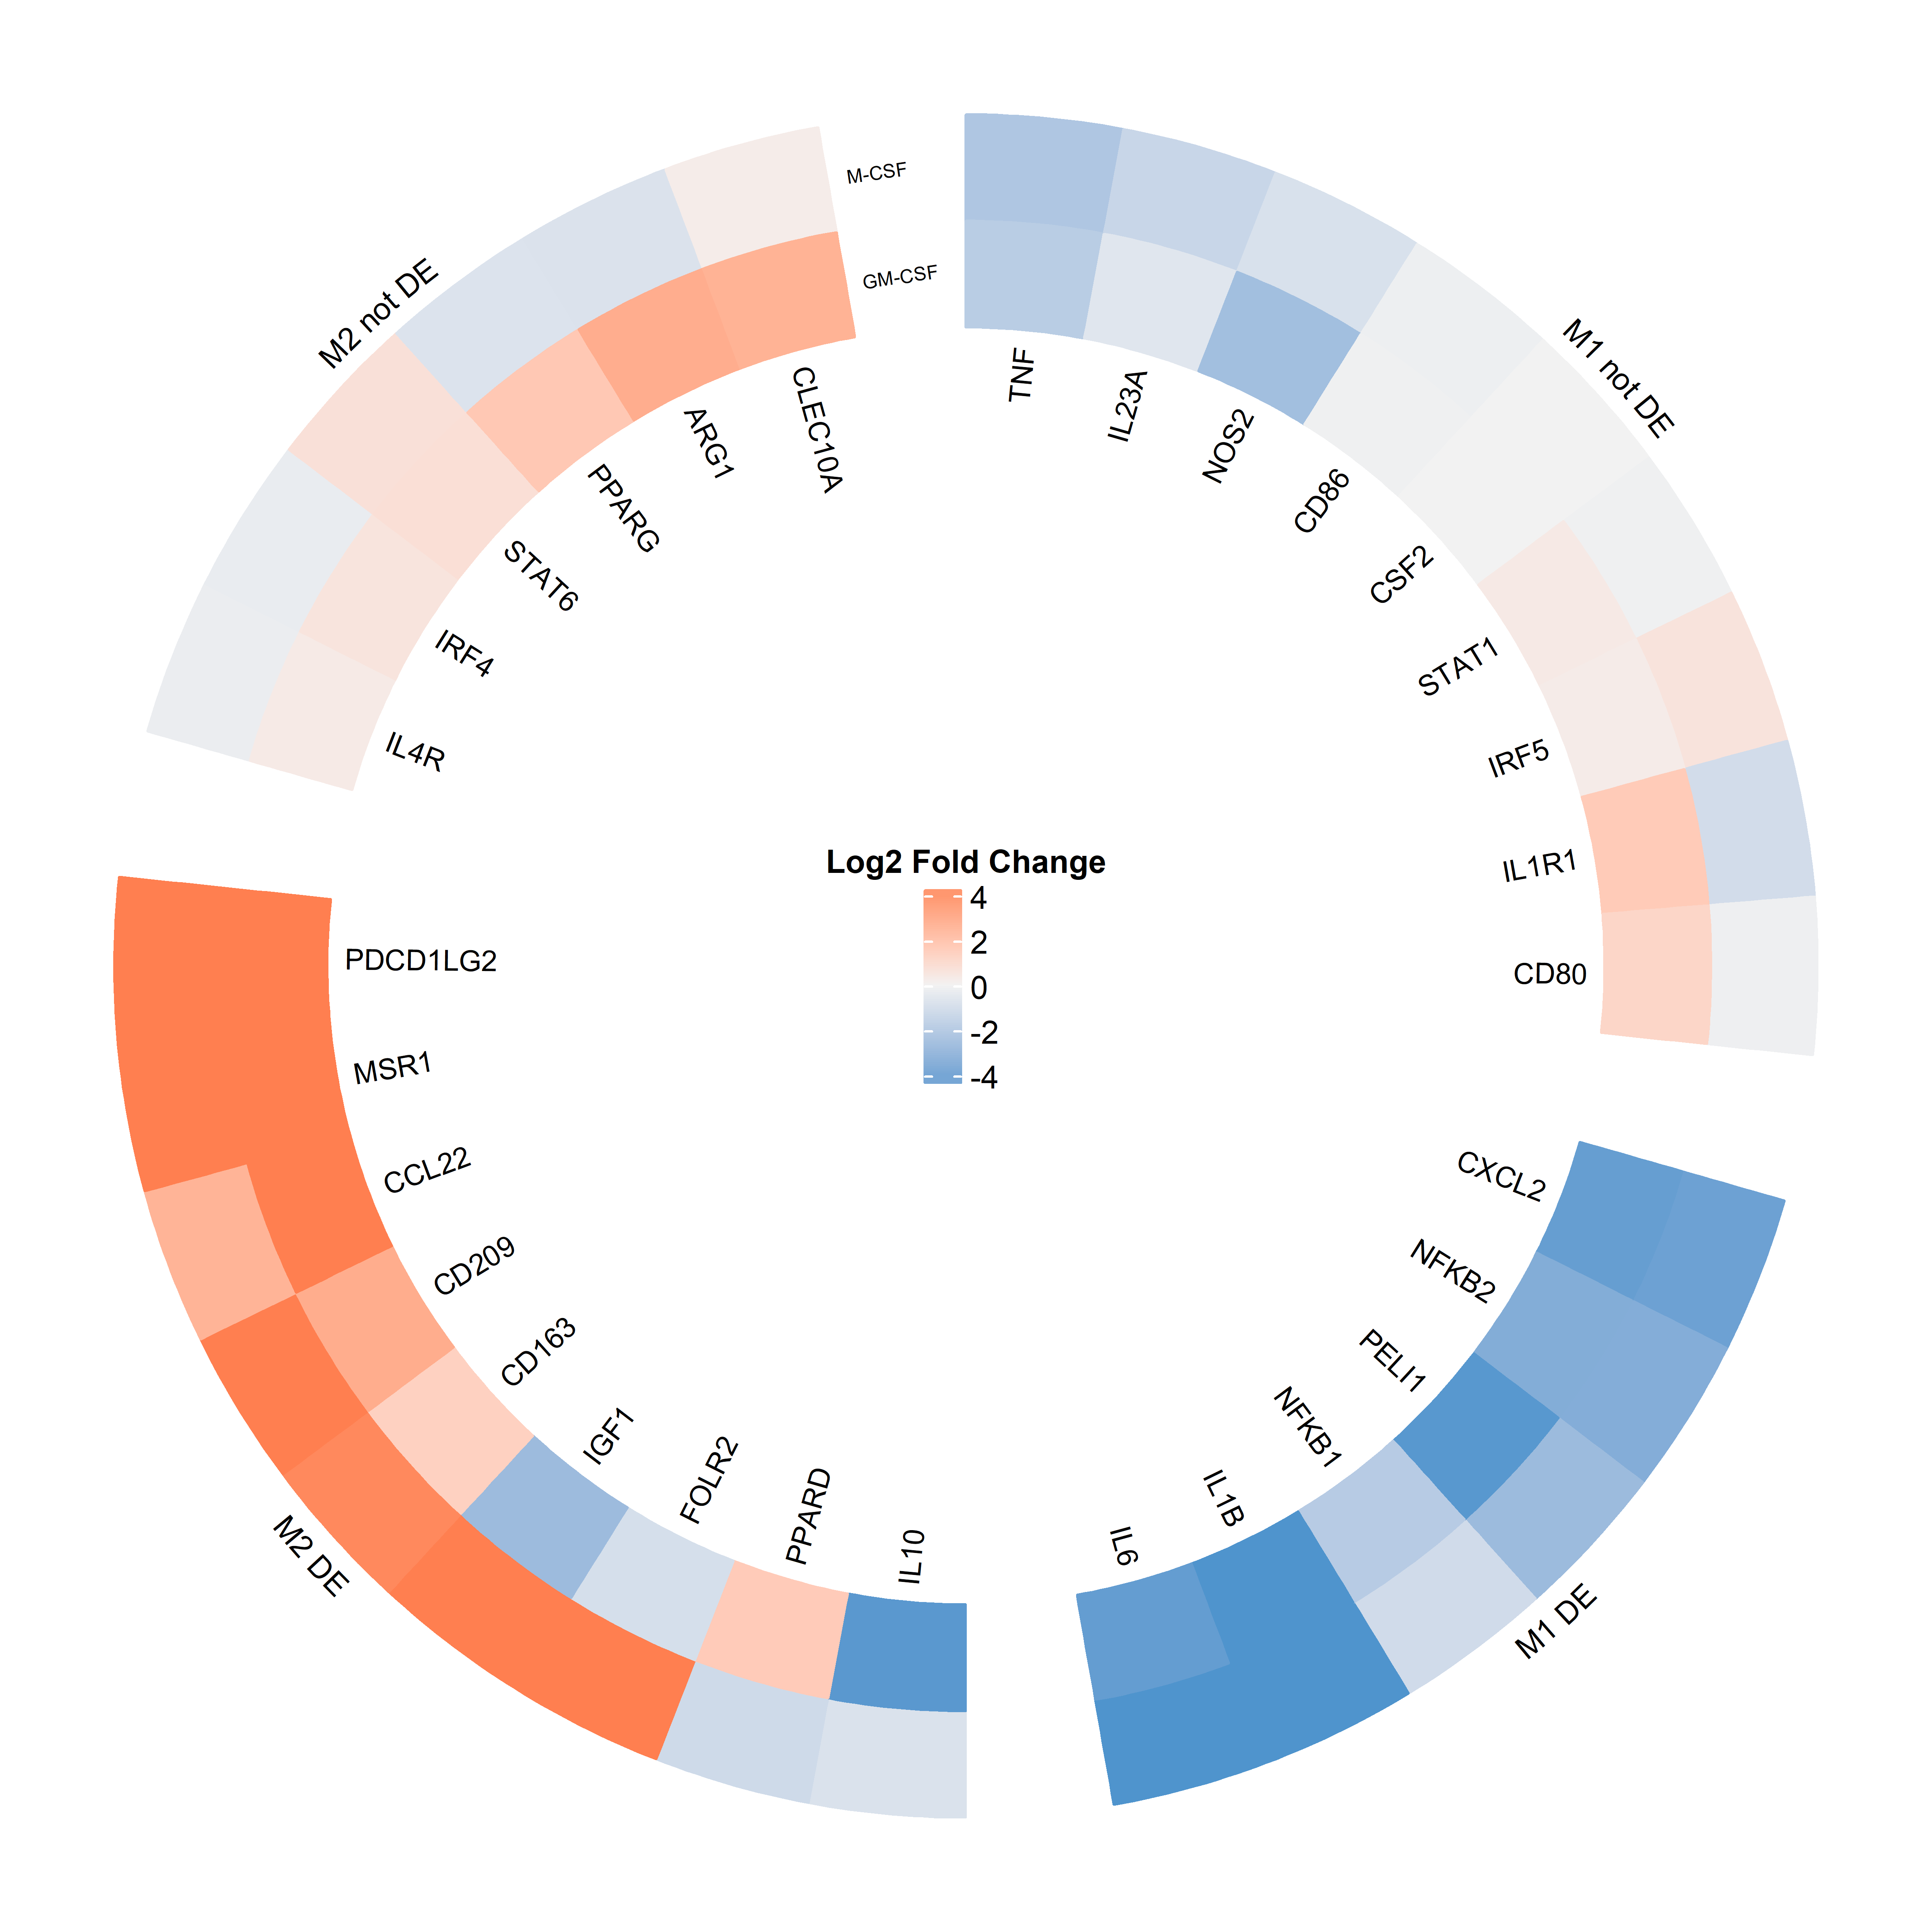 M-CSF
GM-CSF
M1 not DE
TNF
IL23A
NOS2
CD86
CSF2
STAT1
IRF5
IL1R1
CD80
M1 DE
CXCL2
NFKB2
PELI1
NFKB1
IL1B
IL6
M2 DE
IL10
PPARD
FOLR2
IGF1
CD163
CD209
CCL22
MSR1
PDCD1LG2
M2 not DE
IL4R
IRF4
STAT6
PPARG
ARG1
CLEC10A
Log2 Fold Change
4
2
0
-2
-4